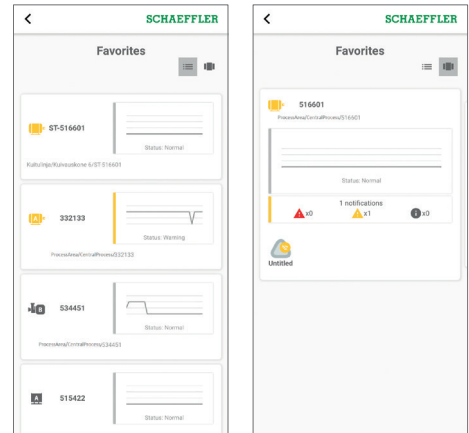 SCHAEFFLER
Favorites
ST-516601
Status: Normal
Kuitulinja/Kuivauskone 6/ST-516601
A
332133
Status: Warning
ProcessArea/CentralProcess/332133
B
534451
Status: Normal
ProcessArea/CentralProcess/534451
A
515422
Status: Normal
SCHAEFFLER
Favorites
516601
ProcessArea/CentralProcess/516601
Status: Normal
1 notifications
x0
x1
x0
Untitled